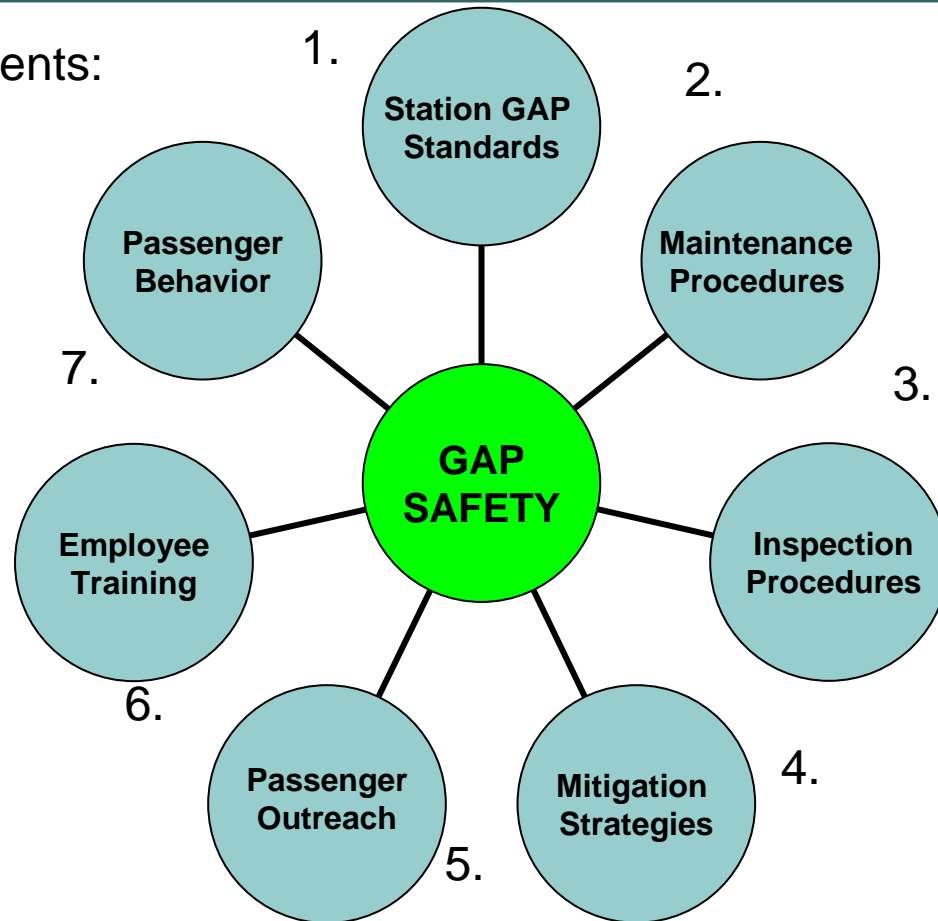 ents:
1.
Station GAP
Standards
2.
Maintenance
Procedures
3.
Inspection
Procedures
4.
Mitigation
Strategies
5.
Passenger
Outreach
6.
Employee
Training
7.
Passenger
Behavior
GAP
SAFETY